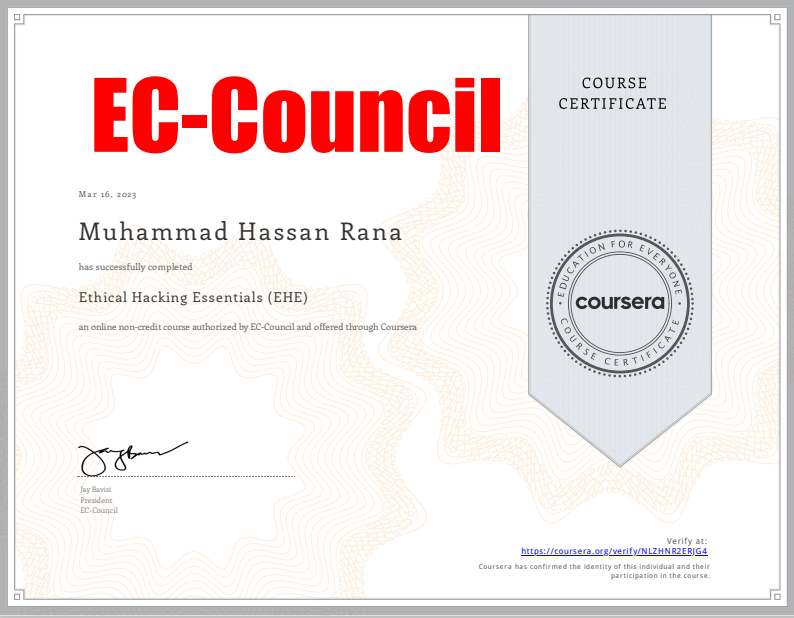 EC-Council
COURSE
CERTIFICATE
Mar 16, 2023
Muhammad Hassan Rana
has successfully completed
Ethical Hacking Essentials (EHE)
an online non-credit course authorized by EC-Council and offered through Coursera
EDUCATION FOR EVERYONE
coursera
COURSE CERTIFICATE
Jay Bavisi
President
EC-Council
Verify at:
https://coursera.org/verify/NLZHNR2ERJG4
Coursera has confirmed the identity of this individual and their
participation in the course.